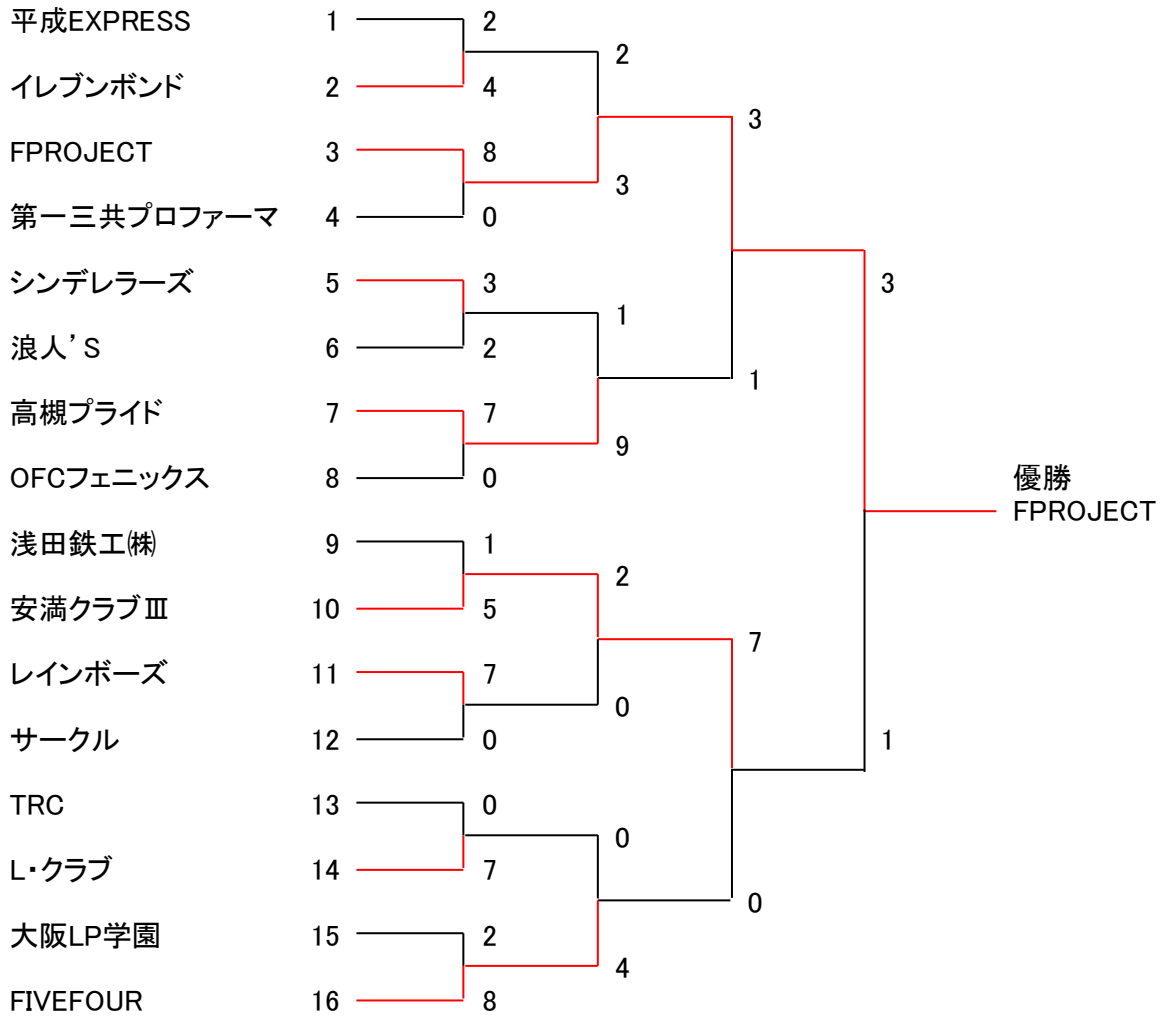 平成EXPRESS 1 2
2
イレブンボンド 2 4
3
FPROJECT 3 8
3
第一三共プロファーマ 4 0
シンデレラーズ 5 3 3
1
浪人’S 6 2
1
高槻プライド 7 7
9
OFCフェニックス 8 0
優勝
FPROJECT
浅田鉄工㈱ 9 1
2
安満クラブⅢ 10 5
7
レインボーズ 11 7
0
サークル 12 0 1
TRC 13 0
0
L・クラブ 14 7
0
大阪LP学園 15 2
4
FIVEFOUR 16 8